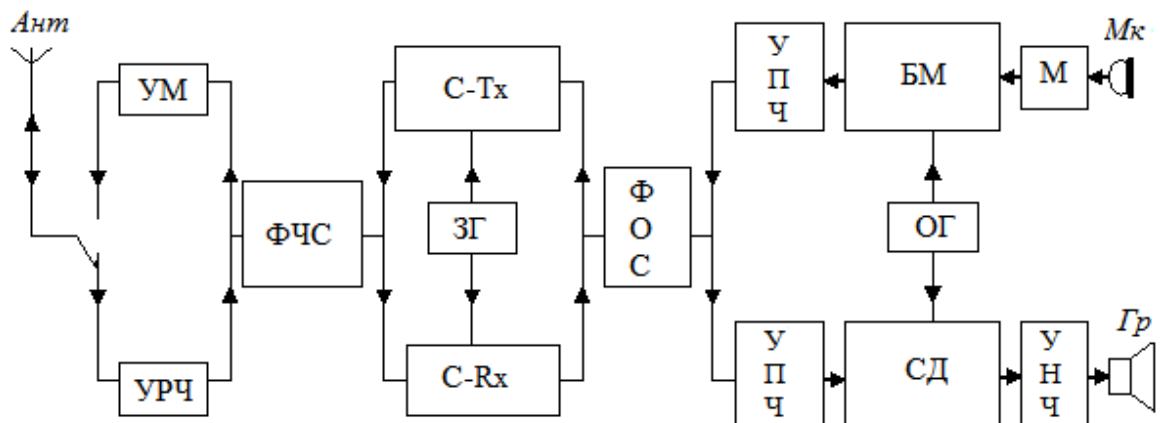 Ант
УМ
УРЧ
ФЧС
С-Тх
ЗГ
С-Rx
Ф
О
С
У
П
Ч
БМ
М
Мк
ОГ
У
П
Ч
СД
У
Н
Ч
Гр